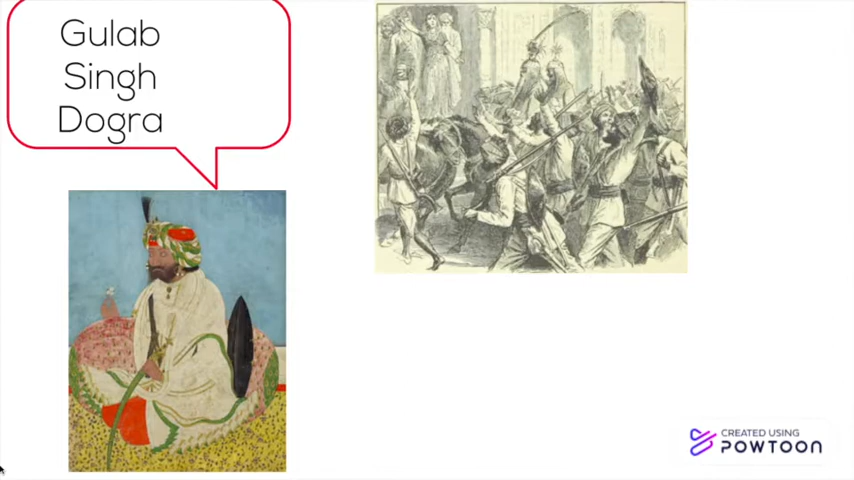 Gulab
Singh
Dogra
CREATED USING
POWTOON